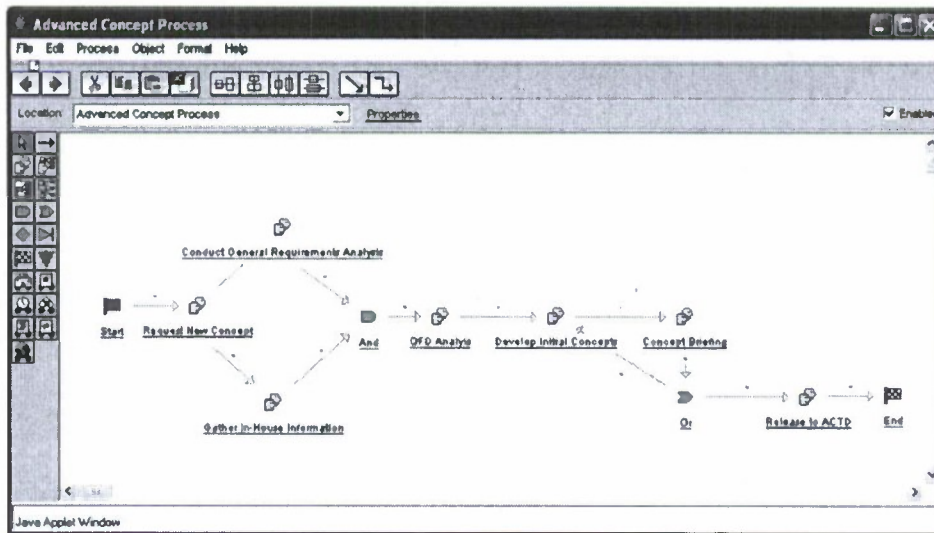 Advanced Concept Process
File Edit Process Object Format Help
Location: Advanced Concept Process Properties Enabled
Conduct General Requirements Analysis
Start Request New Concept And QFD Analyis Develop Initial Concepts Concept Briefing
Gather In-House Information Or Release to ACTD End
Java Applet Window